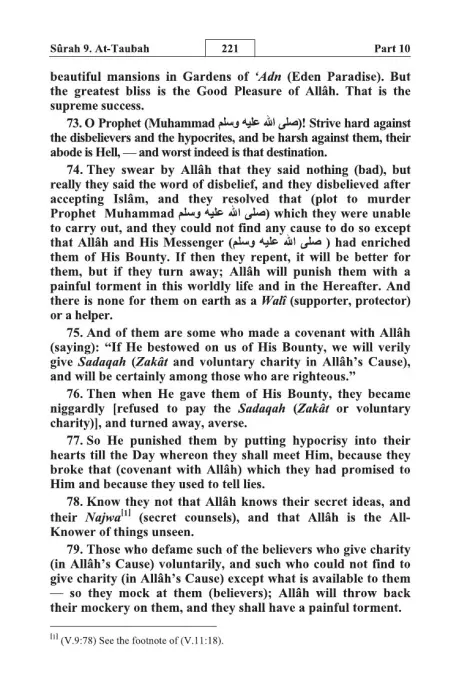 Sûrah 9. At-Taubah 221 Part 10
beautiful mansions in Gardens of ‘Adn (Eden Paradise). But
the greatest bliss is the Good Pleasure of Allâh. That is the
supreme success.
73. O Prophet (Muhammad صلى الله عليه وسلم)! Strive hard against
the disbelievers and the hypocrites, and be harsh against them, their
abode is Hell, — and worst indeed is that destination.
74. They swear by Allâh that they said nothing (bad), but
really they said the word of disbelief, and they disbelieved after
accepting Islâm, and they resolved that (plot to murder
Prophet Muhammad صلى الله عليه وسلم) which they were unable
to carry out, and they could not find any cause to do so except
that Allâh and His Messenger (صلى الله عليه وسلم ) had enriched
them of His Bounty. If then they repent, it will be better for
them, but if they turn away; Allâh will punish them with a
painful torment in this worldly life and in the Hereafter. And
there is none for them on earth as a Walî (supporter, protector)
or a helper.
75. And of them are some who made a covenant with Allâh
(saying): “If He bestowed on us of His Bounty, we will verily
give Sadaqah (Zakât and voluntary charity in Allâh’s Cause),
and will be certainly among those who are righteous.”
76. Then when He gave them of His Bounty, they became
niggardly [refused to pay the Sadaqah (Zakât or voluntary
charity)], and turned away, averse.
77. So He punished them by putting hypocrisy into their
hearts till the Day whereon they shall meet Him, because they
broke that (covenant with Allâh) which they had promised to
Him and because they used to tell lies.
78. Know they not that Allâh knows their secret ideas, and
their Najwa[1] (secret counsels), and that Allâh is the All-
Knower of things unseen.
79. Those who defame such of the believers who give charity
(in Allâh’s Cause) voluntarily, and such who could not find to
give charity (in Allâh’s Cause) except what is available to them
— so they mock at them (believers); Allâh will throw back
their mockery on them, and they shall have a painful torment.
[1] (V.9:78) See the footnote of (V.11:18).